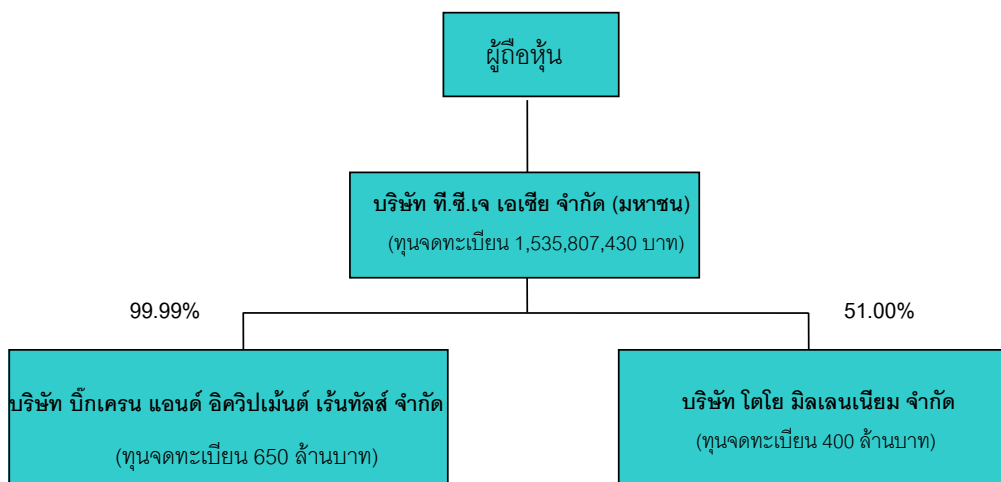 ผู้ถือหุ้น
บริษัท ที.ซี.เจ เอเซีย จำกัด (มหาชน)
(ทุนจดทะเบียน 1,535,807,430 บาท)
99.99%
51.00%
บริษัท บิ๊กเครน แอนด์ อิควิปเม้นต์ เร้นทัลส์ จำกัด
(ทุนจดทะเบียน 650 ล้านบาท)
บริษัท โตโย มิลเลนเนียม จำกัด
(ทุนจดทะเบียน 400 ล้านบาท)